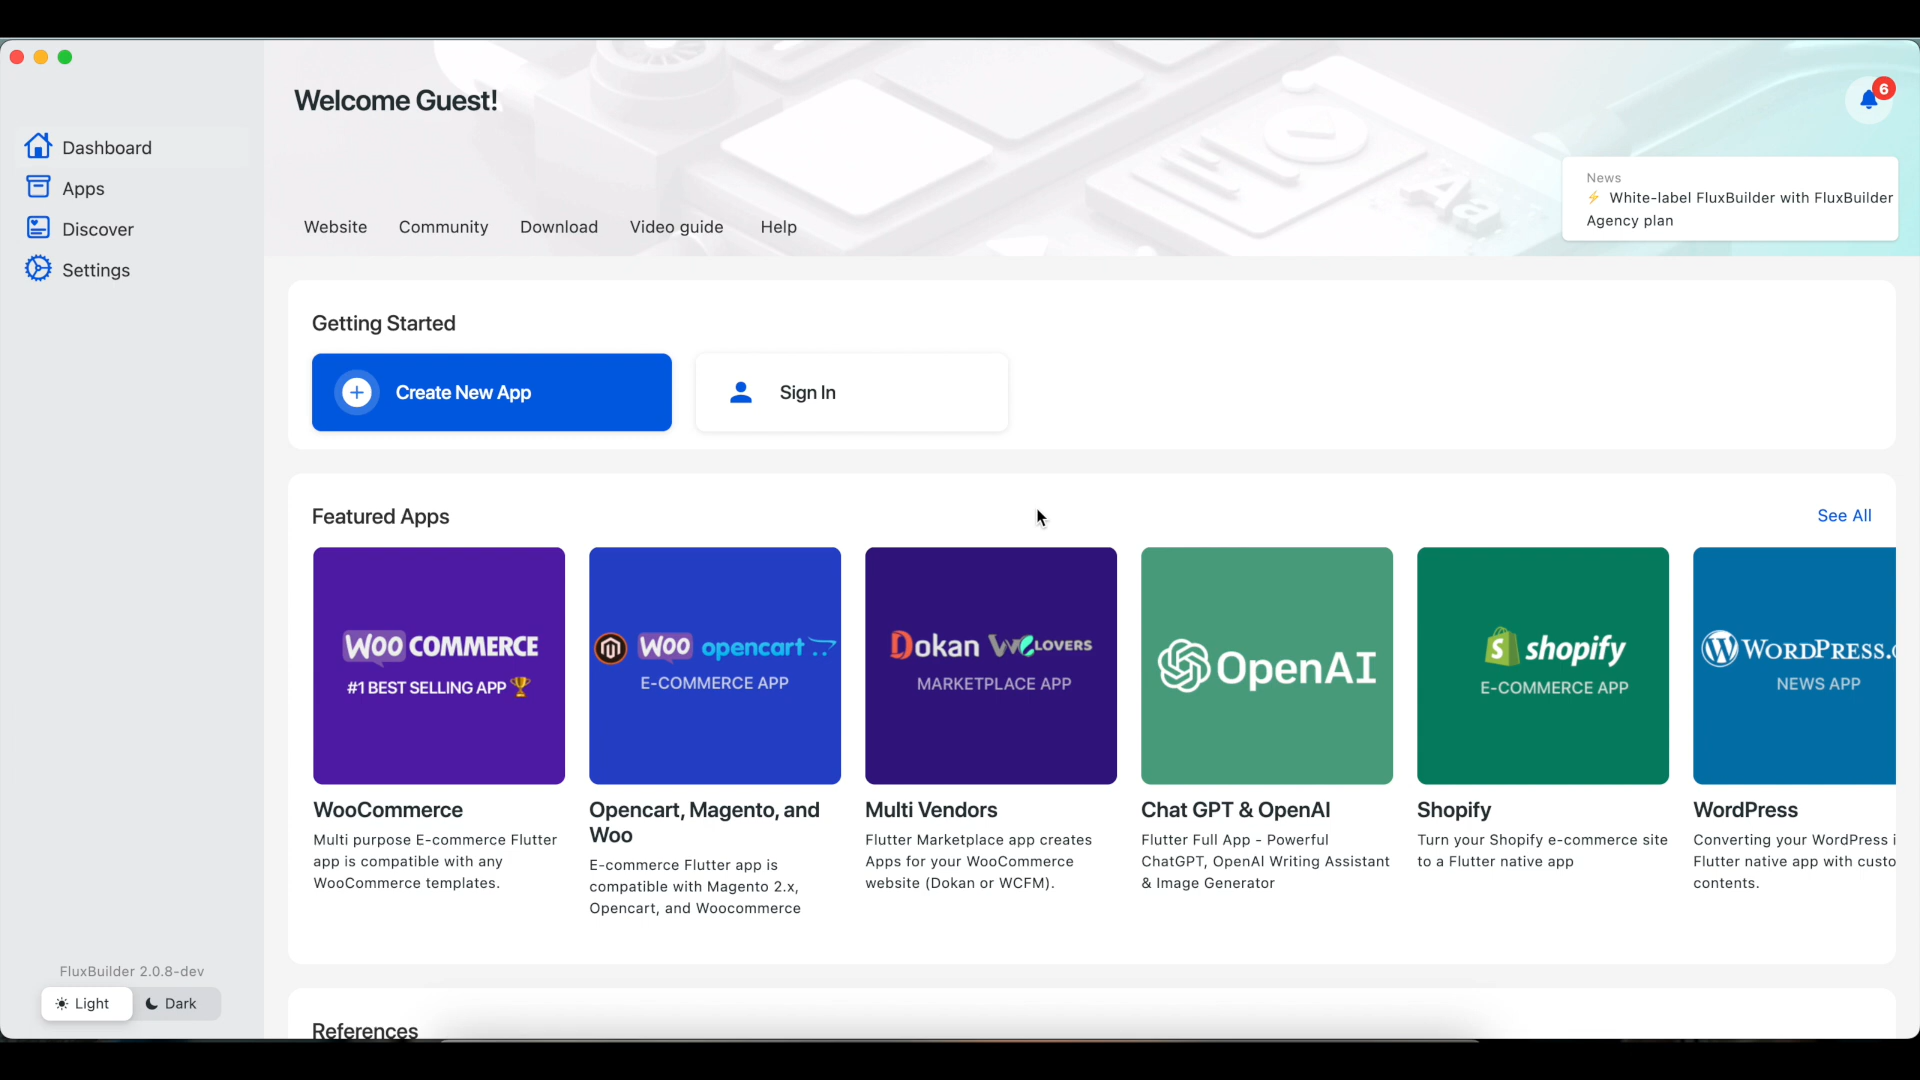 Welcome Guest!
6
Dashboard
Apps
Discover
Settings
News
⚡ White-label FluxBuilder with FluxBuilder
Agency plan
Website Community Download Video guide Help
Getting Started
Create New App
Sign In
Featured Apps
See All
WOO COMMERCE
#1 BEST SELLING APP 🏆
WOO opencart
E-COMMERCE APP
Dokan WC LOVERS
MARKETPLACE APP
OpenAI
shopify
E-COMMERCE APP
WORDPRESS.
NEWS APP
WooCommerce
Multi purpose E-commerce Flutter
app is compatible with any
WooCommerce templates.
Opencart, Magento, and
Woo
E-commerce Flutter app is
compatible with Magento 2.x,
Opencart, and Woocommerce
Multi Vendors
Flutter Marketplace app creates
Apps for your WooCommerce
website (Dokan or WCFM).
Chat GPT & OpenAI
Flutter Full App - Powerful
ChatGPT, OpenAI Writing Assistant
& Image Generator
Shopify
Turn your Shopify e-commerce site
to a Flutter native app
WordPress
Converting your WordPress i
Flutter native app with custo
contents.
FluxBuilder 2.0.8-dev
Light Dark
References